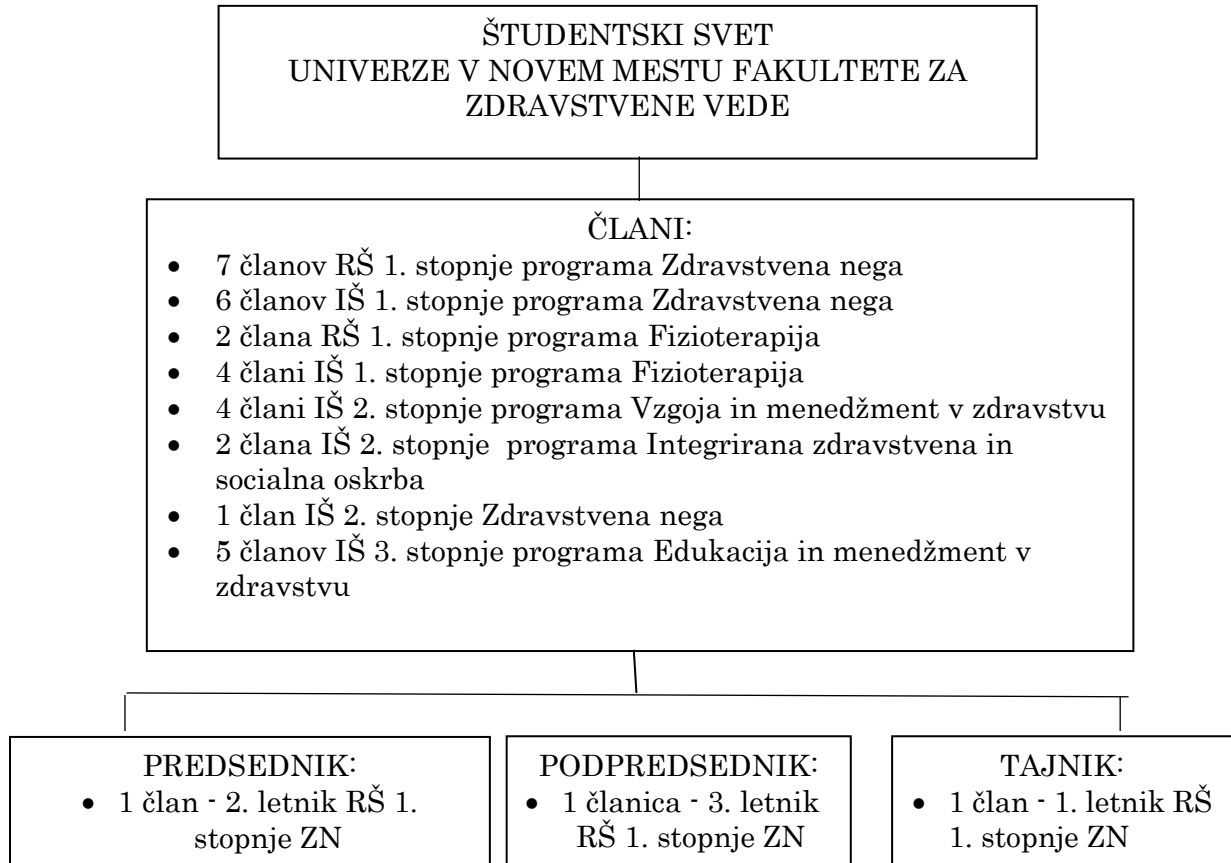 ŠTUDENTSKI SVET
UNIVERZE V NOVEM MESTU FAKULTETE ZA
ZDRAVSTVENE VEDE
ČLANI:
• 7 članov RŠ 1. stopnje programa Zdravstvena nega
• 6 članov IŠ 1. stopnje programa Zdravstvena nega
• 2 člana RŠ 1. stopnje programa Fizioterapija
• 4 člani IŠ 1. stopnje programa Fizioterapija
• 4 člani IŠ 2. stopnje programa Vzgoja in menedžment v zdravstvu
• 2 člana IŠ 2. stopnje programa Integrirana zdravstvena in
socialna oskrba
• 1 član IŠ 2. stopnje Zdravstvena nega
• 5 članov IŠ 3. stopnje programa Edukacija in menedžment v
zdravstvu
PREDSEDNIK:
• 1 član - 2. letnik RŠ 1.
stopnje ZN
PODPREDSEDNIK:
• 1 članica - 3. letnik
RŠ 1. stopnje ZN
TAJNIK:
• 1 član - 1. letnik RŠ
1. stopnje ZN